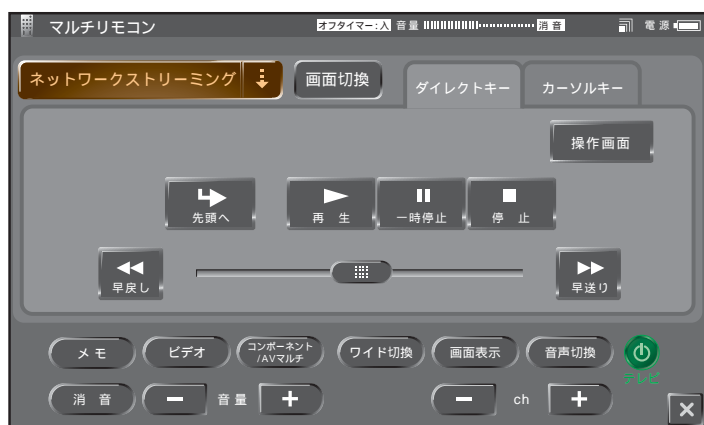 マルチリモコン
オフタイマー:入 音量 消音
電源
ネットワークストリーミング
画面切換
ダイレクトキー
カーソルキー
操作画面
先頭へ
再 生
一時停止
停 止
早戻し
早送り
メモ
ビデオ
コンポーネント
/AVマルチ
ワイド切換
画面表示
音声切換
テレビ
消 音
音量
ch